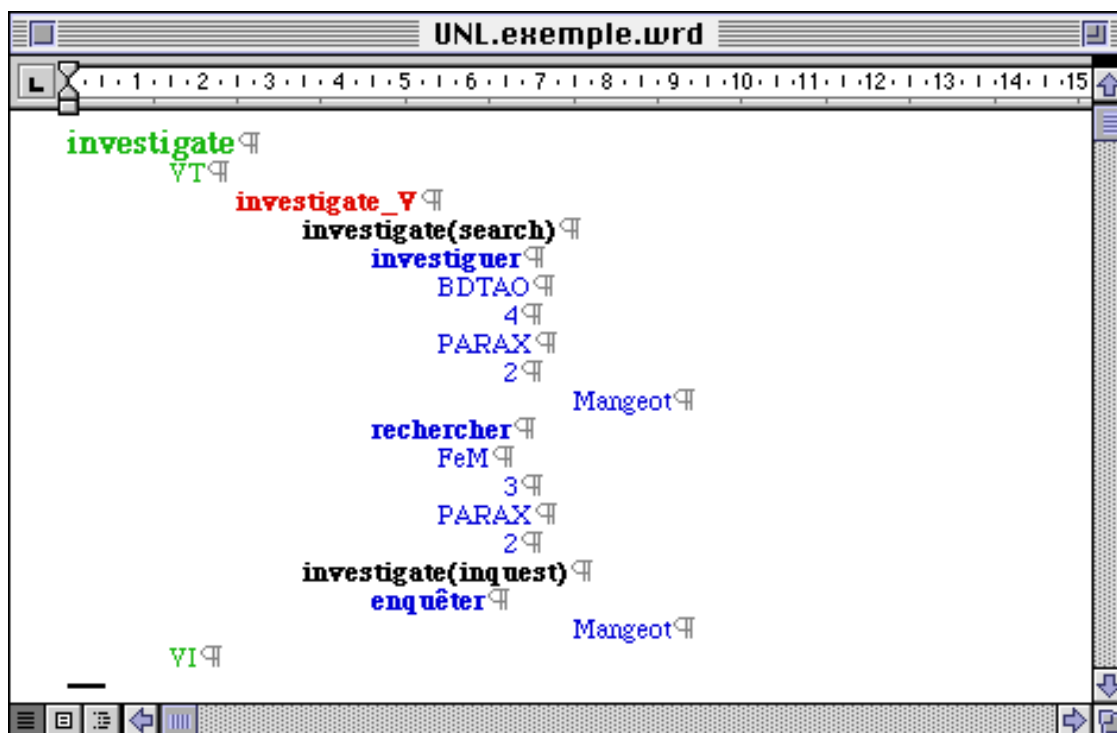 UNL.exemple.wrd
L 1 2 3 4 5 6 7 8 9 10 11 12 13 14 15
investigate¶
VT¶
investigate_V¶
investigate(search)¶
investiguer¶
BDTAO¶
4¶
PARAX¶
2¶
Mangeot¶
rechercher¶
FeM¶
3¶
PARAX¶
2¶
investigate(inquest)¶
enquêter¶
Mangeot¶
VI¶